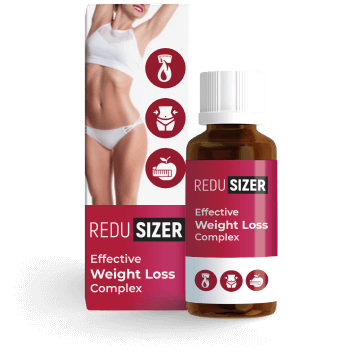 REDU SIZER
Effective
Weight Loss
Complex
REDU SIZER
Effective
Weight Loss
Complex